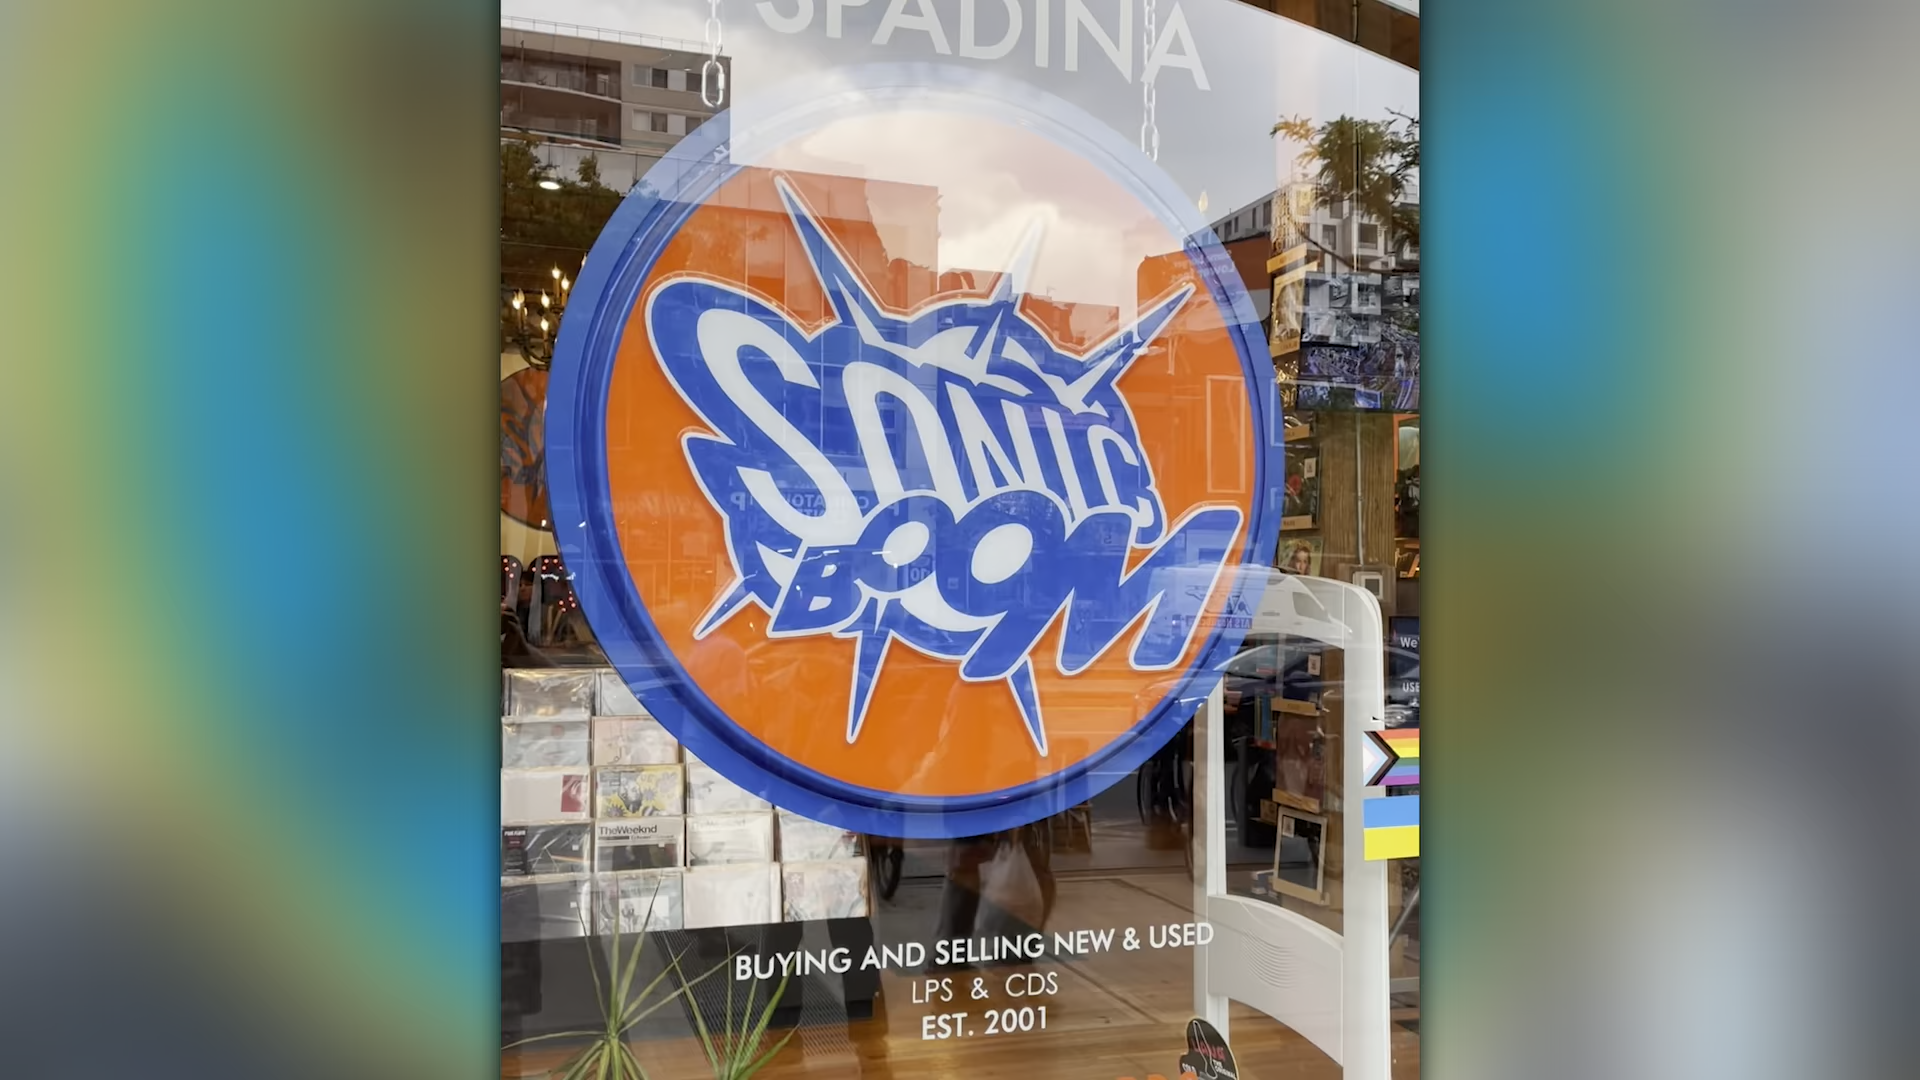 SPADINA
SONIC
BOOM
TheWeeknd
BUYING AND SELLING NEW & USED
LPS & CDS
EST. 2001